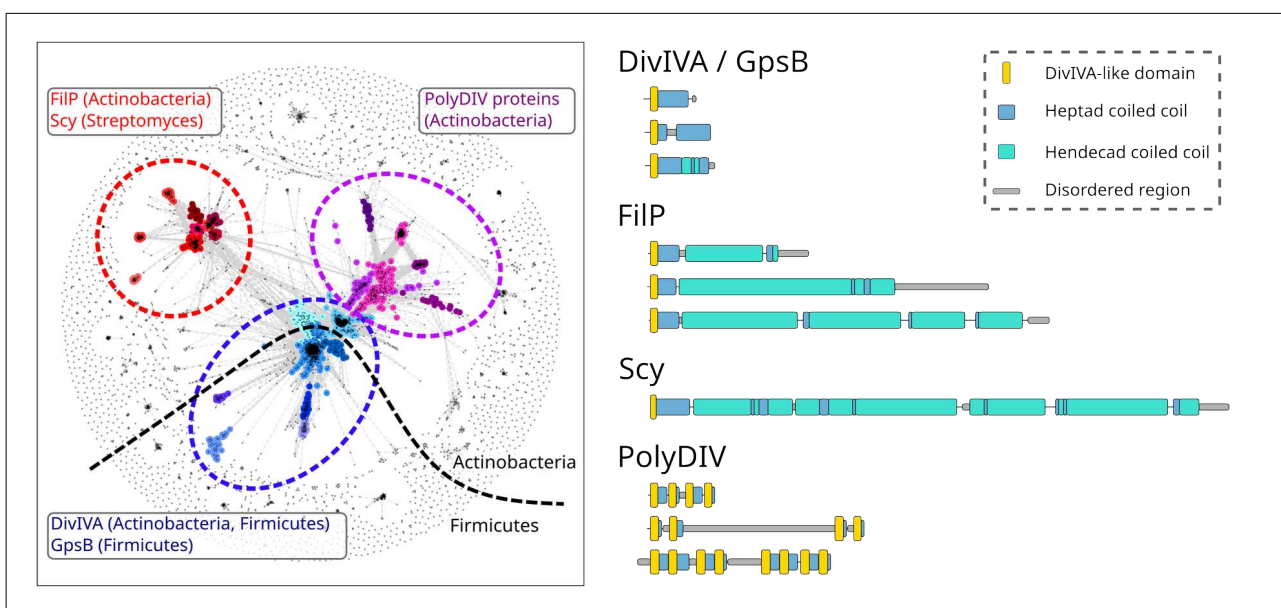 FilP (Actinobacteria)
Scy (Streptomyces)
PolyDIV proteins
(Actinobacteria)
Actinobacteria
Firmicutes
DivIVA (Actinobacteria, Firmicutes)
GpsB (Firmicutes)
DivIVA / GpsB
FilP
Scy
PolyDIV
DivIVA-like domain
Heptad coiled coil
Hendecad coiled coil
Disordered region